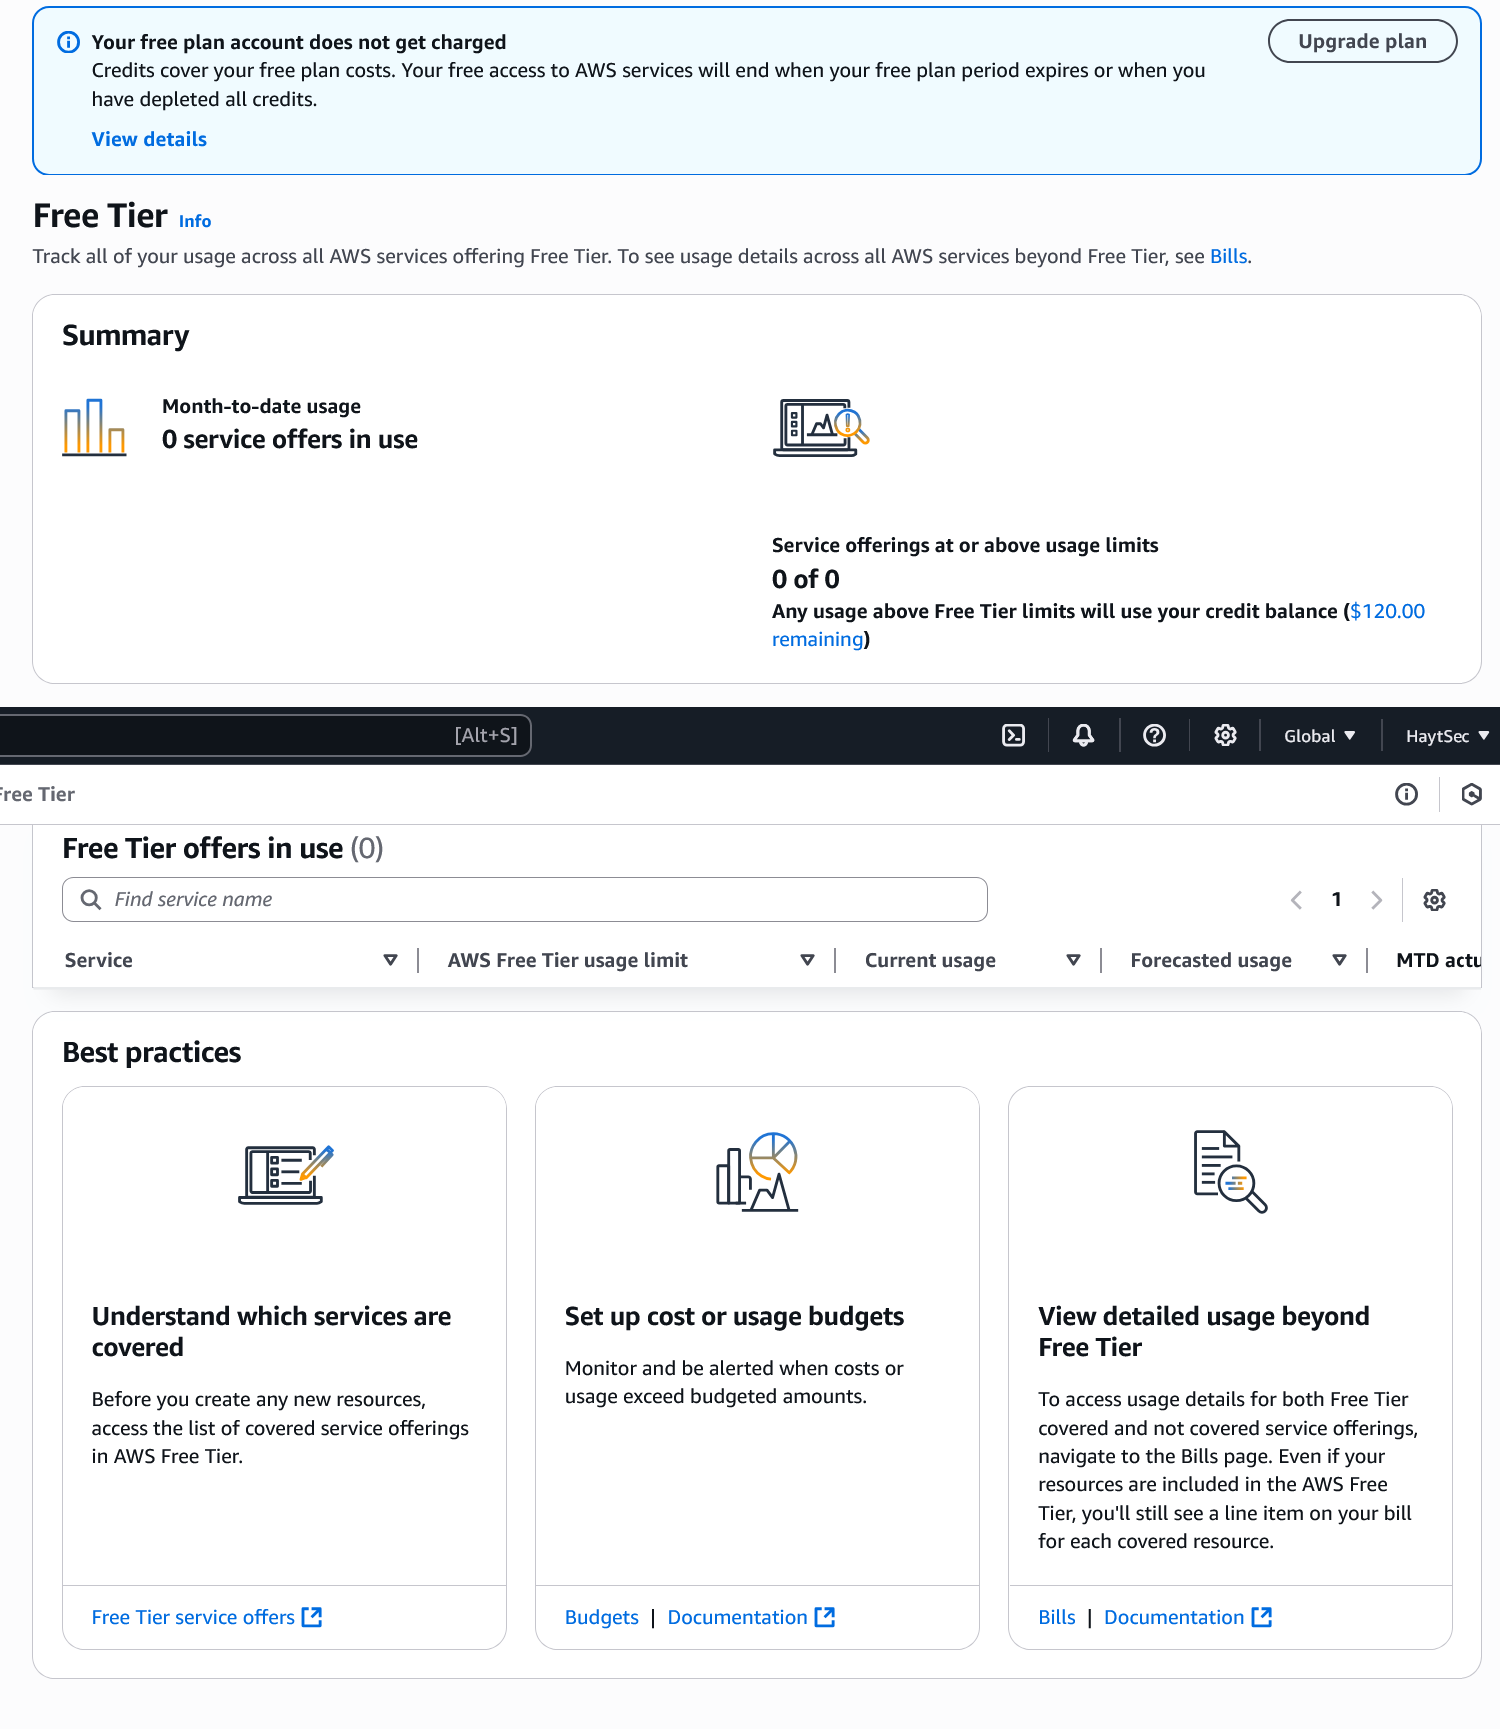 Your free plan account does not get charged
Upgrade plan
Credits cover your free plan costs. Your free access to AWS services will end when your free plan period expires or when you
have depleted all credits.
View details
Free Tier Info
Track all of your usage across all AWS services offering Free Tier. To see usage details across all AWS services beyond Free Tier, see Bills.
Summary
Month-to-date usage
0 service offers in use
Service offerings at or above usage limits
0 of 0
Any usage above Free Tier limits will use your credit balance ($120.00
remaining)
[Alt+S]
Global
HaytSec
Free Tier
Free Tier offers in use (0)
Find service name
1
Service | AWS Free Tier usage limit | Current usage | Forecasted usage | MTD actu
Best practices
Understand which services are
covered
Before you create any new resources,
access the list of covered service offerings
in AWS Free Tier.
Free Tier service offers
Set up cost or usage budgets
Monitor and be alerted when costs or
usage exceed budgeted amounts.
Budgets | Documentation
View detailed usage beyond
Free Tier
To access usage details for both Free Tier
covered and not covered service offerings,
navigate to the Bills page. Even if your
resources are included in the AWS Free
Tier, you'll still see a line item on your bill
for each covered resource.
Bills | Documentation